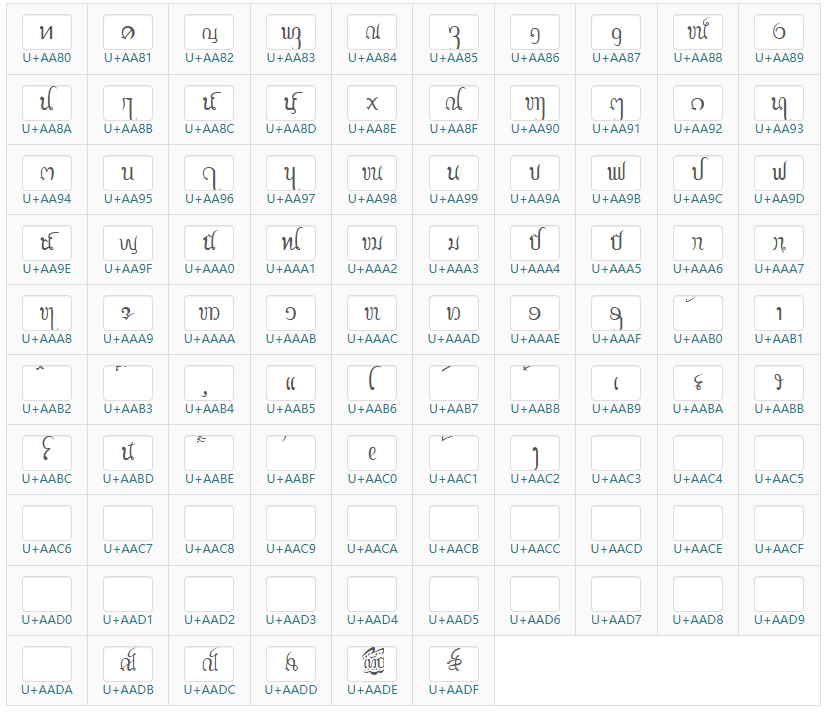 ꪀ ꪁ ꪂ ꪃ ꪄ ꪅ ꪆ ꪇ ꪈ ꪉ
U+AA80 U+AA81 U+AA82 U+AA83 U+AA84 U+AA85 U+AA86 U+AA87 U+AA88 U+AA89
ꪊ ꪋ ꪌ ꪍ ꪎ ꪏ ꪐ ꪑ ꪒ ꪓ
U+AA8A U+AA8B U+AA8C U+AA8D U+AA8E U+AA8F U+AA90 U+AA91 U+AA92 U+AA93
ꪔ ꪕ ꪖ ꪗ ꪘ ꪙ ꪚ ꪛ ꪜ ꪝ
U+AA94 U+AA95 U+AA96 U+AA97 U+AA98 U+AA99 U+AA9A U+AA9B U+AA9C U+AA9D
ꪞ ꪟ ꪠ ꪡ ꪢ ꪣ ꪤ ꪥ ꪦ ꪧ
U+AA9E U+AA9F U+AAA0 U+AAA1 U+AAA2 U+AAA3 U+AAA4 U+AAA5 U+AAA6 U+AAA7
ꪨ ꪩ ꪪ ꪫ ꪬ ꪭ ꪮ ꪯ ꪰ ꪱ
U+AAA8 U+AAA9 U+AAAA U+AAAB U+AAAC U+AAAD U+AAAE U+AAAF U+AAB0 U+AAB1
ꪲ ꪳ ꪴ ꪵ ꪶ ꪷ ꪸ ꪹ ꪺ ꪻ
U+AAB2 U+AAB3 U+AAB4 U+AAB5 U+AAB6 U+AAB7 U+AAB8 U+AAB9 U+AABA U+AABB
ꪼ ꪽ ꪾ ꪿ ꫀ ꫁ ꫂ
U+AABC U+AABD U+AABE U+AABF U+AAC0 U+AAC1 U+AAC2 U+AAC3 U+AAC4 U+AAC5
U+AAC6 U+AAC7 U+AAC8 U+AAC9 U+AACA U+AACB U+AACC U+AACD U+AACE U+AACF
U+AAD0 U+AAD1 U+AAD2 U+AAD3 U+AAD4 U+AAD5 U+AAD6 U+AAD7 U+AAD8 U+AAD9
ꫛ ꫜ ꫝ ꫞ ꫟
U+AADA U+AADB U+AADC U+AADD U+AADE U+AADF